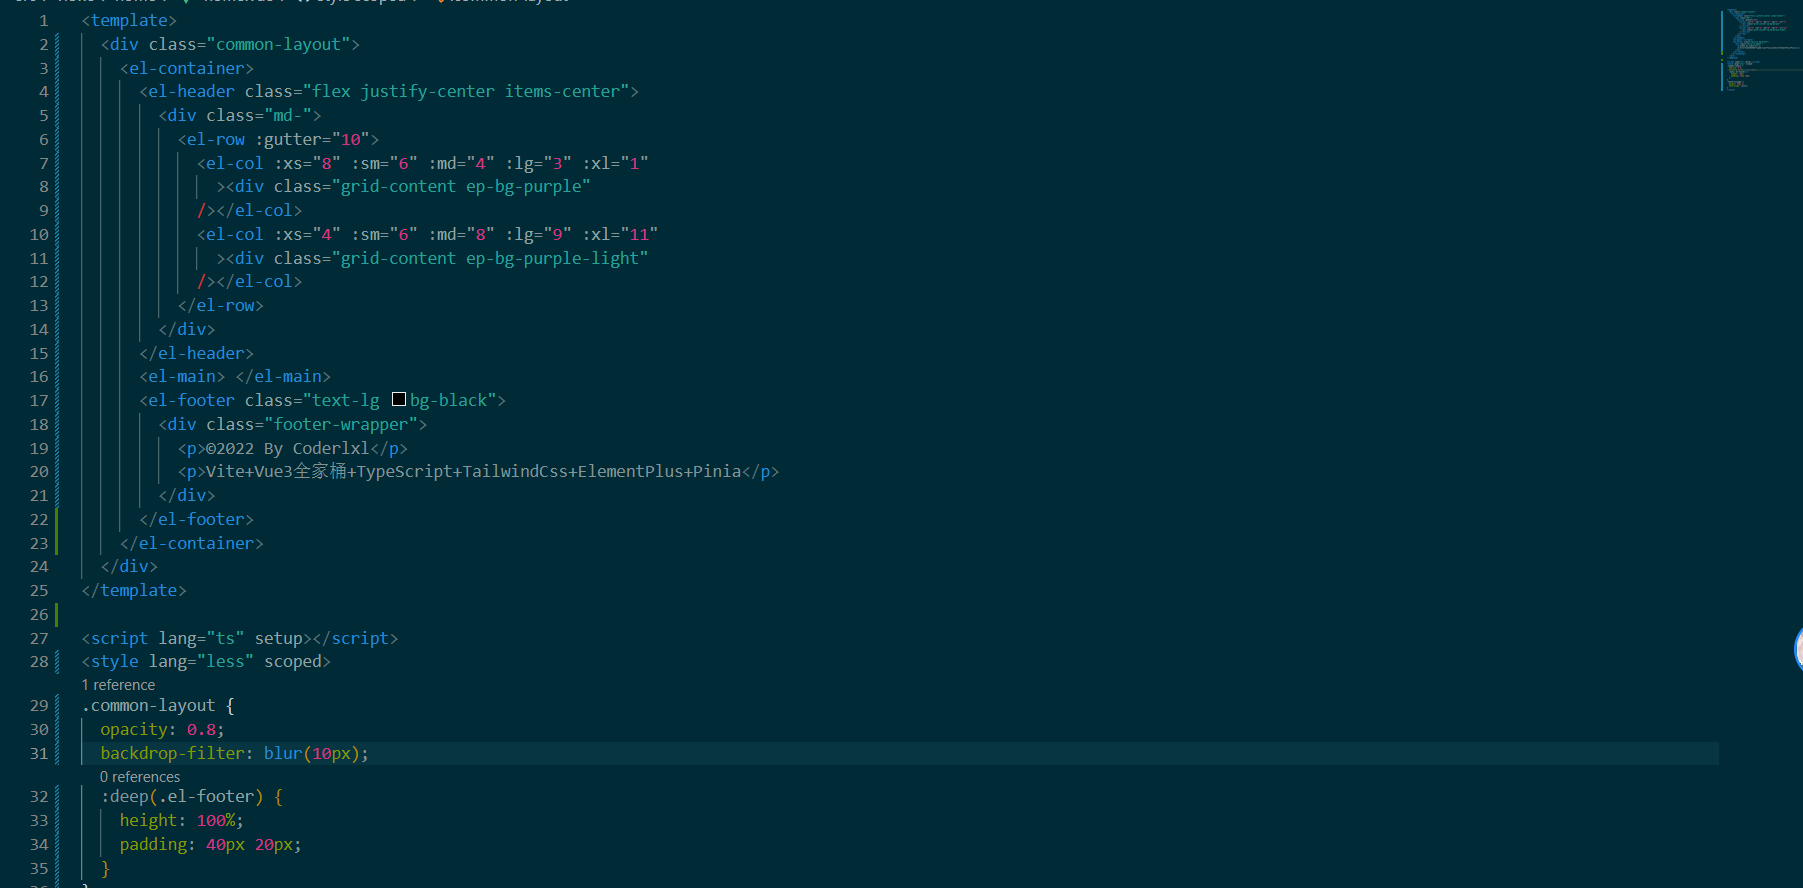 1 <template>
2 <div class="common-layout">
3 <el-container>
4 <el-header class="flex justify-center items-center">
5 <div class="md-">
6 <el-row :gutter="10">
7 <el-col :xs="8" :sm="6" :md="4" :lg="3" :xl="1"
8 ><div class="grid-content ep-bg-purple"
9 /></el-col>
10 <el-col :xs="4" :sm="6" :md="8" :lg="9" :xl="11"
11 ><div class="grid-content ep-bg-purple-light"
12 /></el-col>
13 </el-row>
14 </div>
15 </el-header>
16 <el-main> </el-main>
17 <el-footer class="text-lg bg-black">
18 <div class="footer-wrapper">
19 <p>©2022 By Coderlxl</p>
20 <p>Vite+Vue3全家桶+TypeScript+TailwindCss+ElementPlus+Pinia</p>
21 </div>
22 </el-footer>
23 </el-container>
24 </div>
25 </template>
26
27 <script lang="ts" setup></script>
28 <style lang="less" scoped>
1 reference
29 .common-layout {
30 opacity: 0.8;
31 backdrop-filter: blur(10px);
0 references
32 :deep(.el-footer) {
33 height: 100%;
34 padding: 40px 20px;
35 }